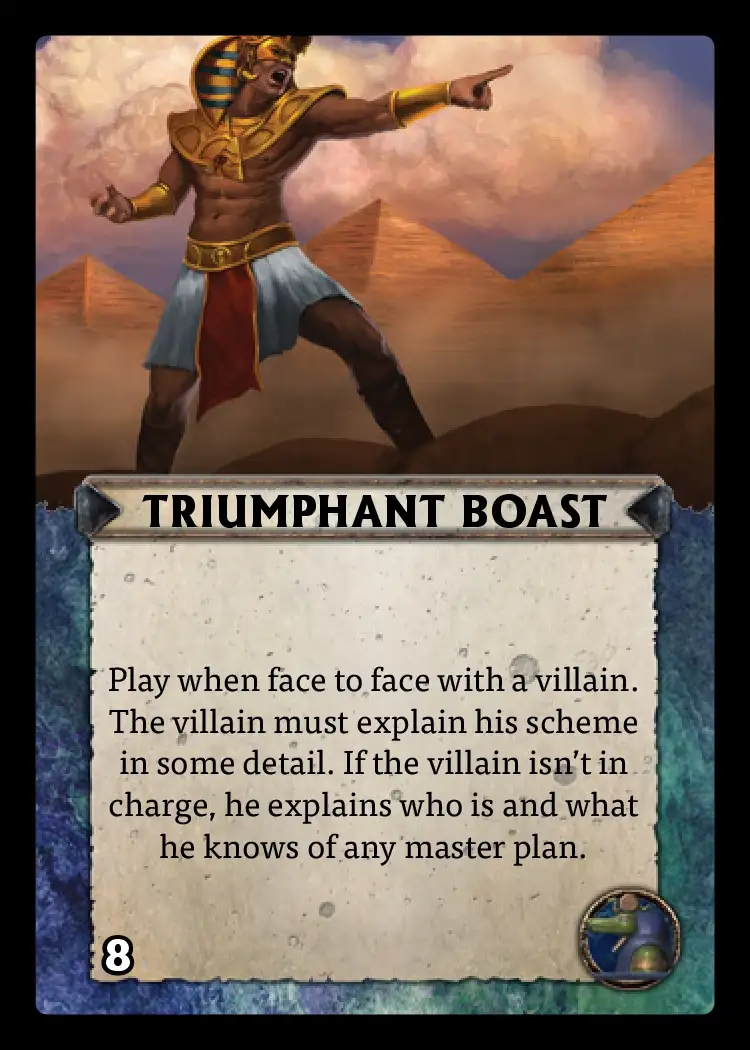 TRIUMPHANT BOAST
Play when face to face with a villain.
The villain must explain his scheme
in some detail. If the villain isn't in
charge, he explains who is and what
he knows of any master plan.
8